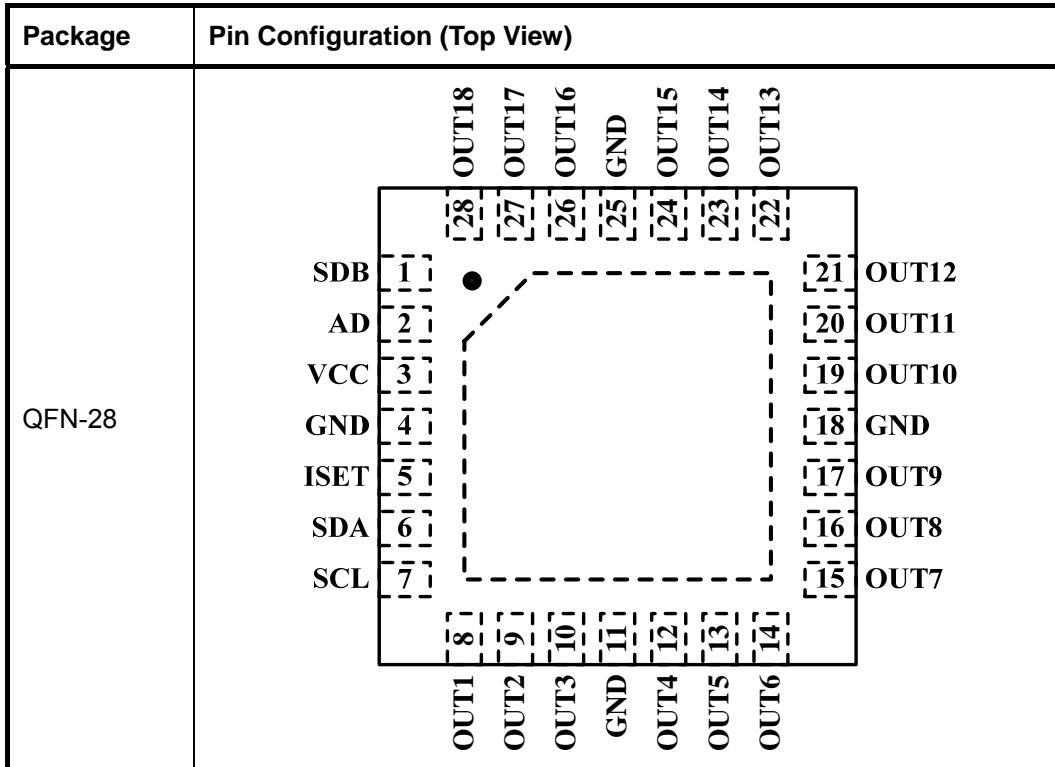 Package
Pin Configuration (Top View)
QFN-28
OUT18
OUT17
OUT16
GND
OUT15
OUT14
OUT13
28
27
26
25
24
23
22
SDB 1
AD 2
VCC 3
GND 4
ISET 5
SDA 6
SCL 7
21 OUT12
20 OUT11
19 OUT10
18 GND
17 OUT9
16 OUT8
15 OUT7
8
9
10
11
12
13
14
OUT1
OUT2
OUT3
GND
OUT4
OUT5
OUT6